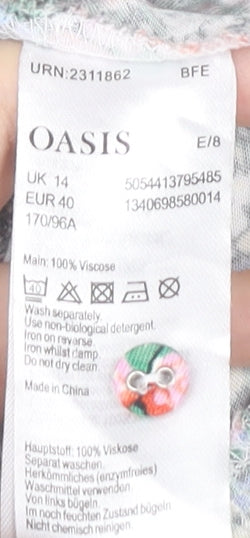 URN:2311862 BFE
OASIS E/8
UK 14 5054413795485
EUR 40 1340698580014
170/96A
Main: 100% Viscose
40
Wash separately.
Use non-biological detergent.
Iron on reverse.
Iron whilst damp.
Do not dry clean.
Made in China
Hauptstoff: 100% Viskose
Separat waschen.
Herkömmliches (enzymfreies)
Waschmittel verwenden.
Von links bügeln.
Im noch feuchten Zustand bügeln
Nicht chemisch reinigen.